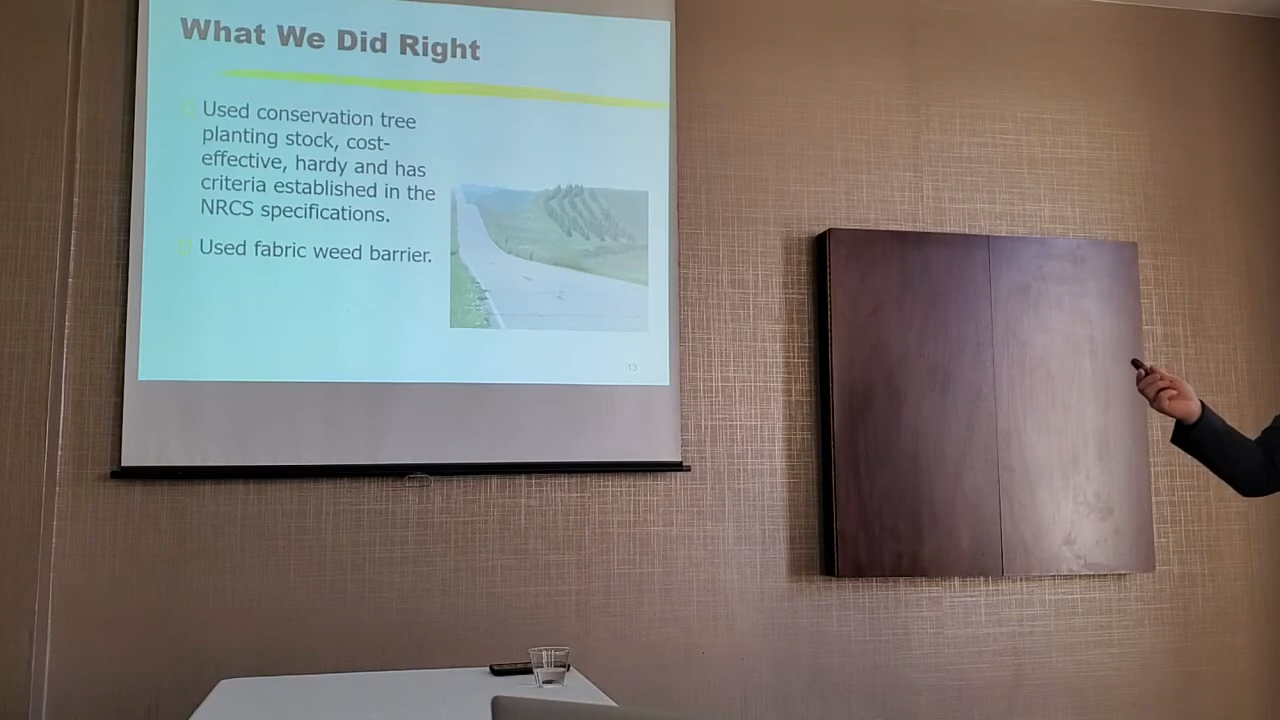 What We Did Right
Used conservation tree
planting stock, cost-
effective, hardy and has
criteria established in the
NRCS specifications.
Used fabric weed barrier.
13